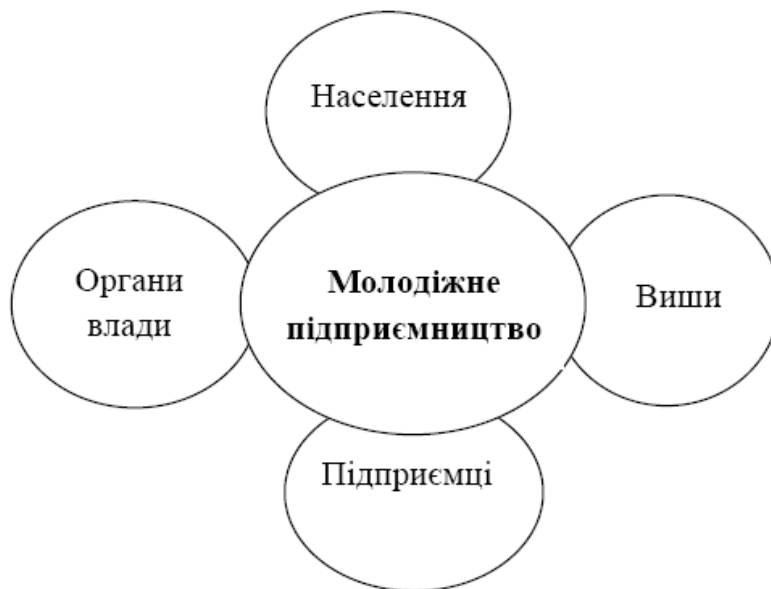 Населення
Органи
влади
Молодіжне
підприємництво
Виши
Підприємці